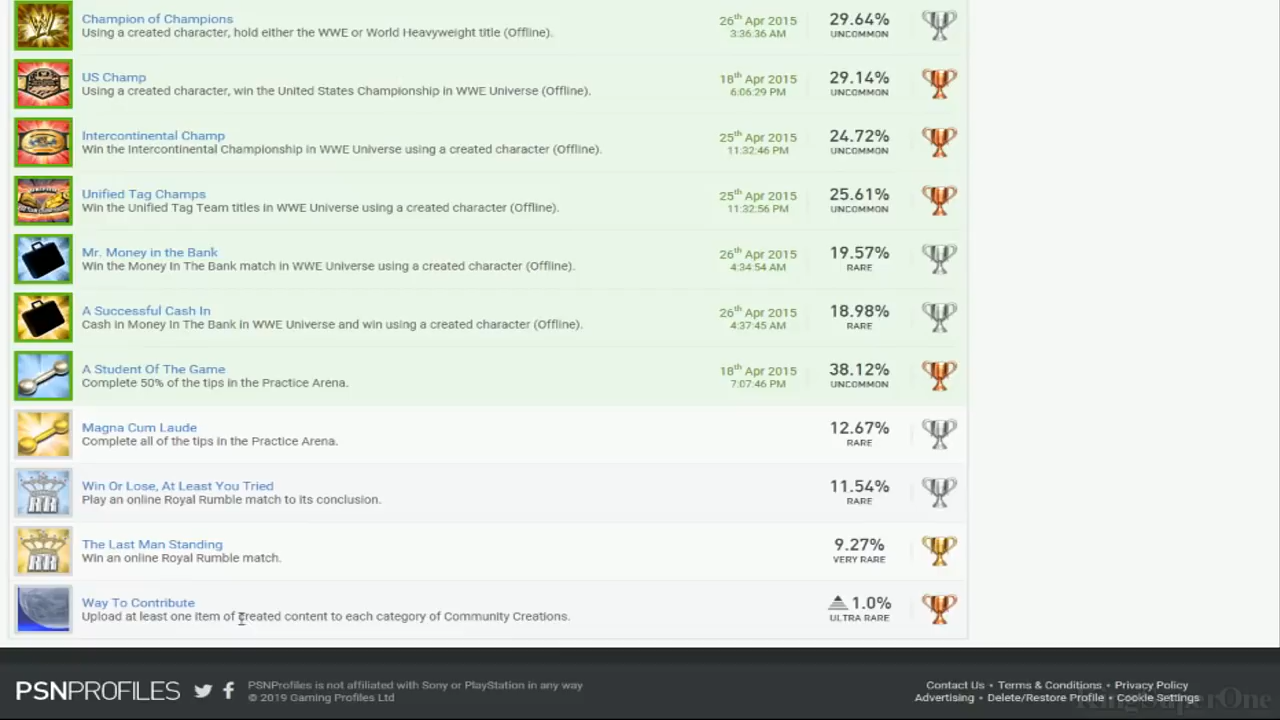 Champion of Champions
Using a created character, hold either the WWE or World Heavyweight title (Offline).
26th Apr 2015
3:36:36 AM
29.64%
UNCOMMON
US Champ
Using a created character, win the United States Championship in WWE Universe (Offline).
18th Apr 2015
6:06:29 PM
29.14%
UNCOMMON
Intercontinental Champ
Win the Intercontinental Championship in WWE Universe using a created character (Offline).
25th Apr 2015
11:32:46 PM
24.72%
UNCOMMON
Unified Tag Champs
Win the Unified Tag Team titles in WWE Universe using a created character (Offline).
25th Apr 2015
11:32:56 PM
25.61%
UNCOMMON
Mr. Money in the Bank
Win the Money In The Bank match in WWE Universe using a created character (Offline).
26th Apr 2015
4:34:54 AM
19.57%
RARE
A Successful Cash In
Cash in Money In The Bank in WWE Universe and win using a created character (Offline).
26th Apr 2015
4:37:45 AM
18.98%
RARE
A Student Of The Game
Complete 50% of the tips in the Practice Arena.
18th Apr 2015
7:07:46 PM
38.12%
UNCOMMON
Magna Cum Laude
Complete all of the tips in the Practice Arena.
12.67%
RARE
RR
Win Or Lose, At Least You Tried
Play an online Royal Rumble match to its conclusion.
11.54%
RARE
RR
The Last Man Standing
Win an online Royal Rumble match.
9.27%
VERY RARE
Way To Contribute
Upload at least one item of created content to each category of Community Creations.
1.0%
ULTRA RARE
PSNPROFILES
PSNProfiles is not affiliated with Sony or PlayStation in any way
© 2019 Gaming Profiles Ltd
Contact Us • Terms & Conditions • Privacy Policy
Advertising • Delete/Restore Profile • Cookie Settings
KingSuperOne